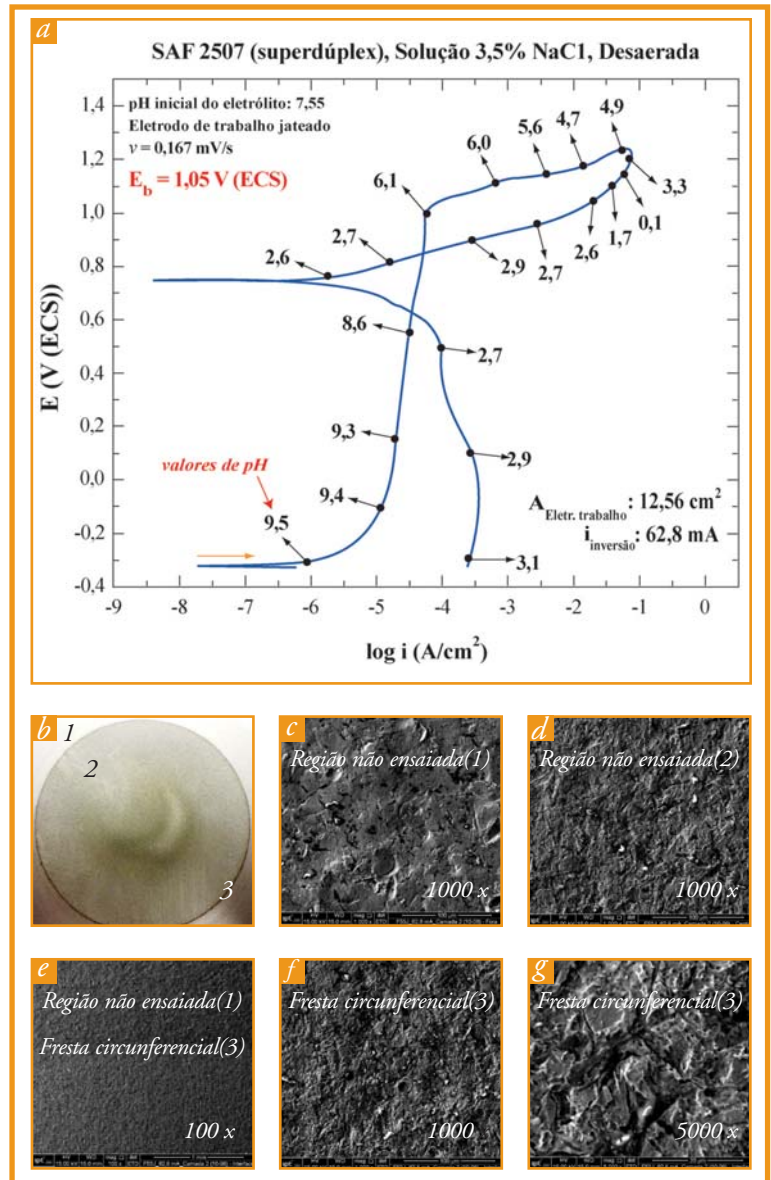 a
SAF 2507 (superdúplex), Solução 3,5% NaC1, Desaerada
pH inicial do eletrólito: 7,55
Eletrodo de trabalho jateado
v = 0,167 mV/s
E_b = 1,05 V (ECS)
1,4
1,2
1,0
0,8
0,6
0,4
0,2
0,0
-0,2
-0,4
E (V (ECS))
6,1
6,0
5,6
4,7
4,9
3,3
0,1
1,7
2,6
2,7
2,9
2,7
2,6
8,6
2,7
9,3
2,9
9,4
valores de pH
9,5
3,1
A_Eletr. trabalho : 12,56 cm²
i_inversão : 62,8 mA
-9 -8 -7 -6 -5 -4 -3 -2 -1 0
log i (A/cm²)
b
1
2
3
c
Região não ensaiada(1)
1000 x
d
Região não ensaiada(2)
1000 x
e
Região não ensaiada(1)
Fresta circunferencial(3)
100 x
f
Fresta circunferencial(3)
1000
g
Fresta circunferencial(3)
5000 x